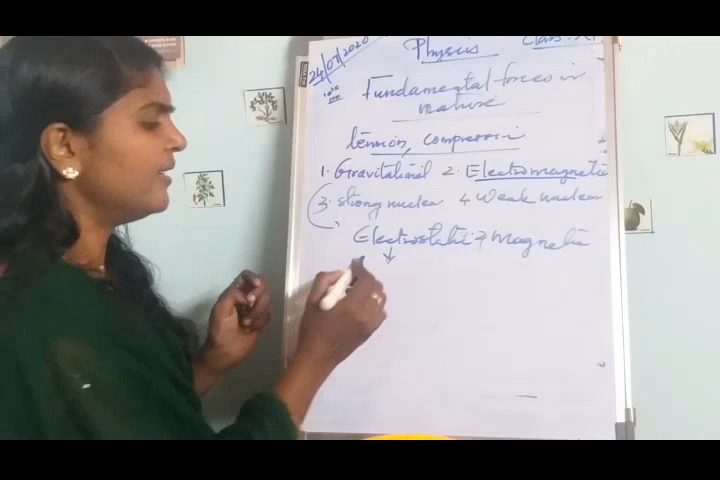 24/07/2020 Physics Class:XI
Fundamental forces in
nature
tension, compression
1. Gravitational 2. Electromagnetic
3. strong nuclear 4 weak nuclear
Electrostatic & Magnetic